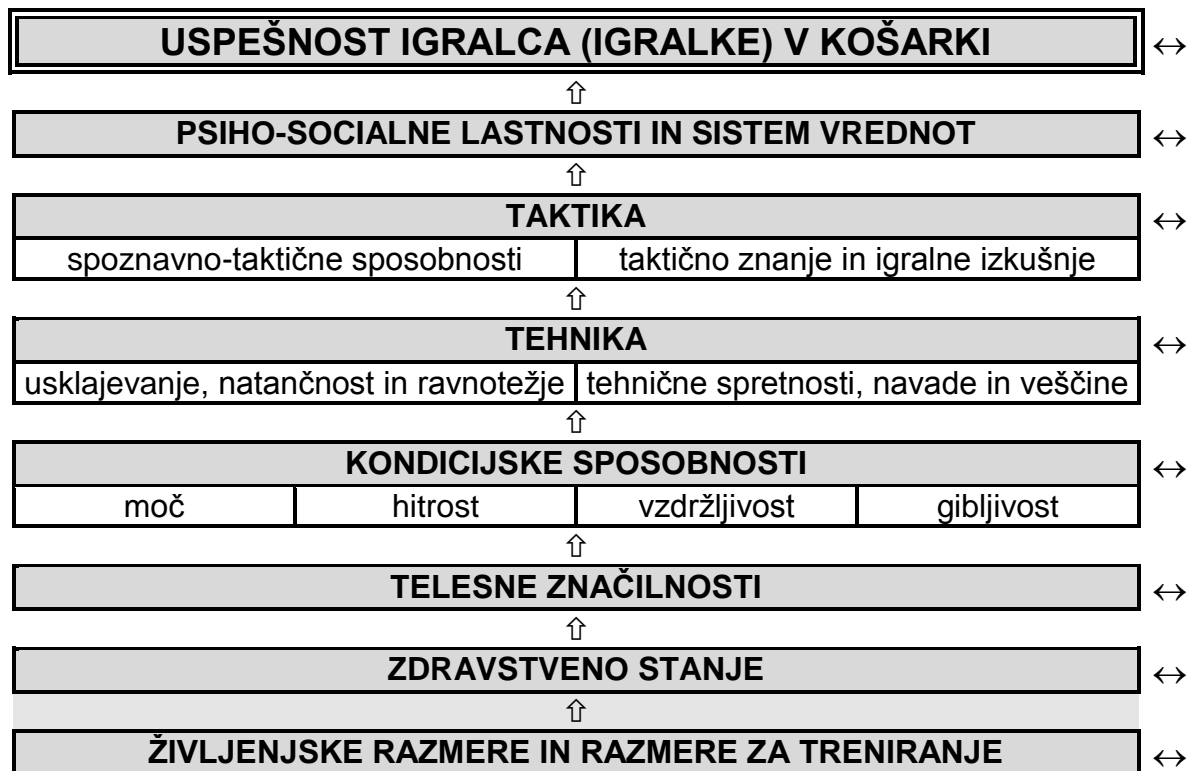 USPEŠNOST IGRALCA (IGRALKE) V KOŠARKI ↔
⇧
PSIHO-SOCIALNE LASTNOSTI IN SISTEM VREDNOT ↔
⇧
TAKTIKA ↔
spoznavno-taktične sposobnosti taktično znanje in igralne izkušnje
⇧
TEHNIKA ↔
usklajevanje, natančnost in ravnotežje tehnične spretnosti, navade in veščine
⇧
KONDICIJSKE SPOSOBNOSTI ↔
moč hitrost vzdržljivost gibljivost
⇧
TELESNE ZNAČILNOSTI ↔
⇧
ZDRAVSTVENO STANJE ↔
⇧
ŽIVLJENJSKE RAZMERE IN RAZMERE ZA TRENIRANJE ↔